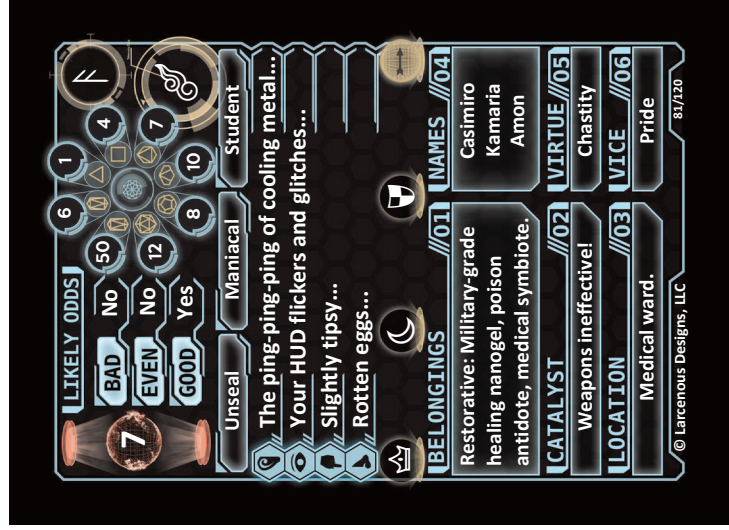 LIKELY ODDS
7
BAD No
EVEN No
GOOD Yes
6
1
4
7
10
8
12
50
Unseal
Maniacal
Student
The ping-ping-ping of cooling metal...
Your HUD flickers and glitches...
Slightly tipsy...
Rotten eggs...
BELONGINGS //01
Restorative: Military-grade
healing nanogel, poison
antidote, medical symbiote.
NAMES //04
Casimiro
Kamaria
Amon
CATALYST //02
Weapons ineffective!
VIRTUE //05
Chastity
LOCATION //03
Medical ward.
VICE //06
Pride
© Larcenous Designs, LLC
81/120